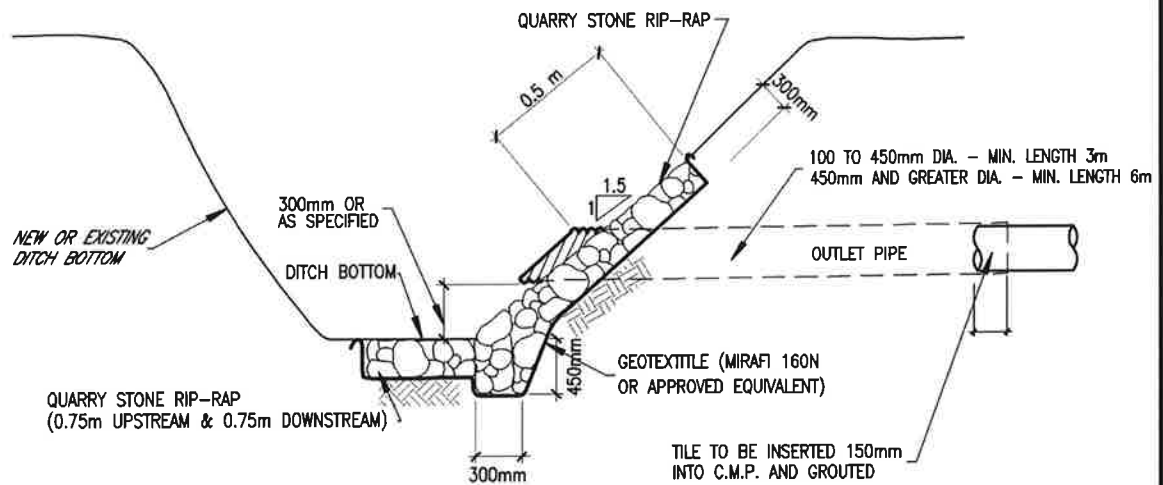 QUARRY STONE RIP-RAP
0.5 m
300mm
1.5
1
100 TO 450mm DIA. - MIN. LENGTH 3m
450mm AND GREATER DIA. - MIN. LENGTH 6m
300mm OR
AS SPECIFIED
NEW OR EXISTING
DITCH BOTTOM
DITCH BOTTOM
OUTLET PIPE
450mm
GEOTEXTITLE (MIRAFI 160N
OR APPROVED EQUIVALENT)
QUARRY STONE RIP-RAP
(0.75m UPSTREAM & 0.75m DOWNSTREAM)
300mm
TILE TO BE INSERTED 150mm
INTO C.M.P. AND GROUTED